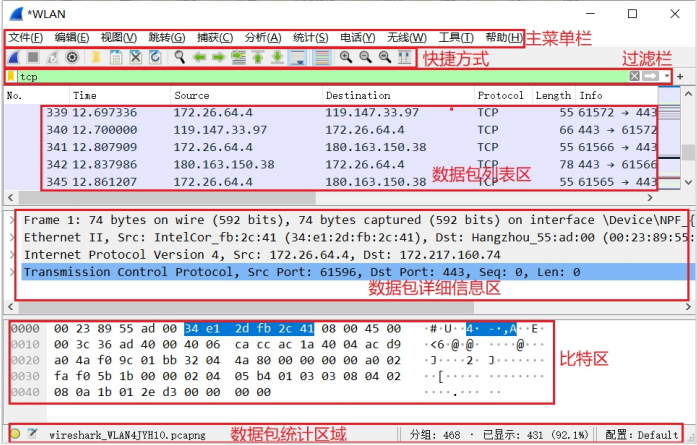 *WLAN
文件(F) 编辑(E) 视图(V) 跳转(G) 捕获(C) 分析(A) 统计(S) 电话(Y) 无线(W) 工具(T) 帮助(H) 主菜单栏
快捷方式 过滤栏
tcp
No. Time Source Destination Protocol Length Info
339 12.697336 172.26.64.4 119.147.33.97 TCP 55 61572 → 443
340 12.700000 119.147.33.97 172.26.64.4 TCP 66 443 → 61572
341 12.807909 172.26.64.4 180.163.150.38 TCP 55 61566 → 443
342 12.837986 180.163.150.38 172.26.64.4 TCP 78 443 → 61566
345 12.861207 172.26.64.4 180.163.150.38 TCP 55 61565 → 443
数据包列表区
Frame 1: 74 bytes on wire (592 bits), 74 bytes captured (592 bits) on interface \Device\NPF_{
Ethernet II, Src: IntelCor_fb:2c:41 (34:e1:2d:fb:2c:41), Dst: Hangzhou_55:ad:00 (00:23:89:55:
Internet Protocol Version 4, Src: 172.26.64.4, Dst: 172.217.160.74
Transmission Control Protocol, Src Port: 61596, Dst Port: 443, Seq: 0, Len: 0
数据包详细信息区
0000 00 23 89 55 ad 00 34 e1 2d fb 2c 41 08 00 45 00 ·#·U··4· -·,A··E·
0010 00 3c 36 ad 40 00 40 06 ca cc ac 1a 40 04 ac d9 ·<6·@·@· ····@···
0020 a0 4a f0 9c 01 bb 32 04 4a 80 00 00 00 00 a0 02 ·J····2· J·······
0030 fa f0 5b 1b 00 00 02 04 05 b4 01 03 03 08 04 02 ··[····· ········
0040 08 0a 1b 01 2e d3 00 00 00 00 ····.··· ··
比特区
wireshark_WLAN4JYH10.pcapng 数据包统计区域 分组: 468 · 已显示: 431 (92.1%) 配置: Default